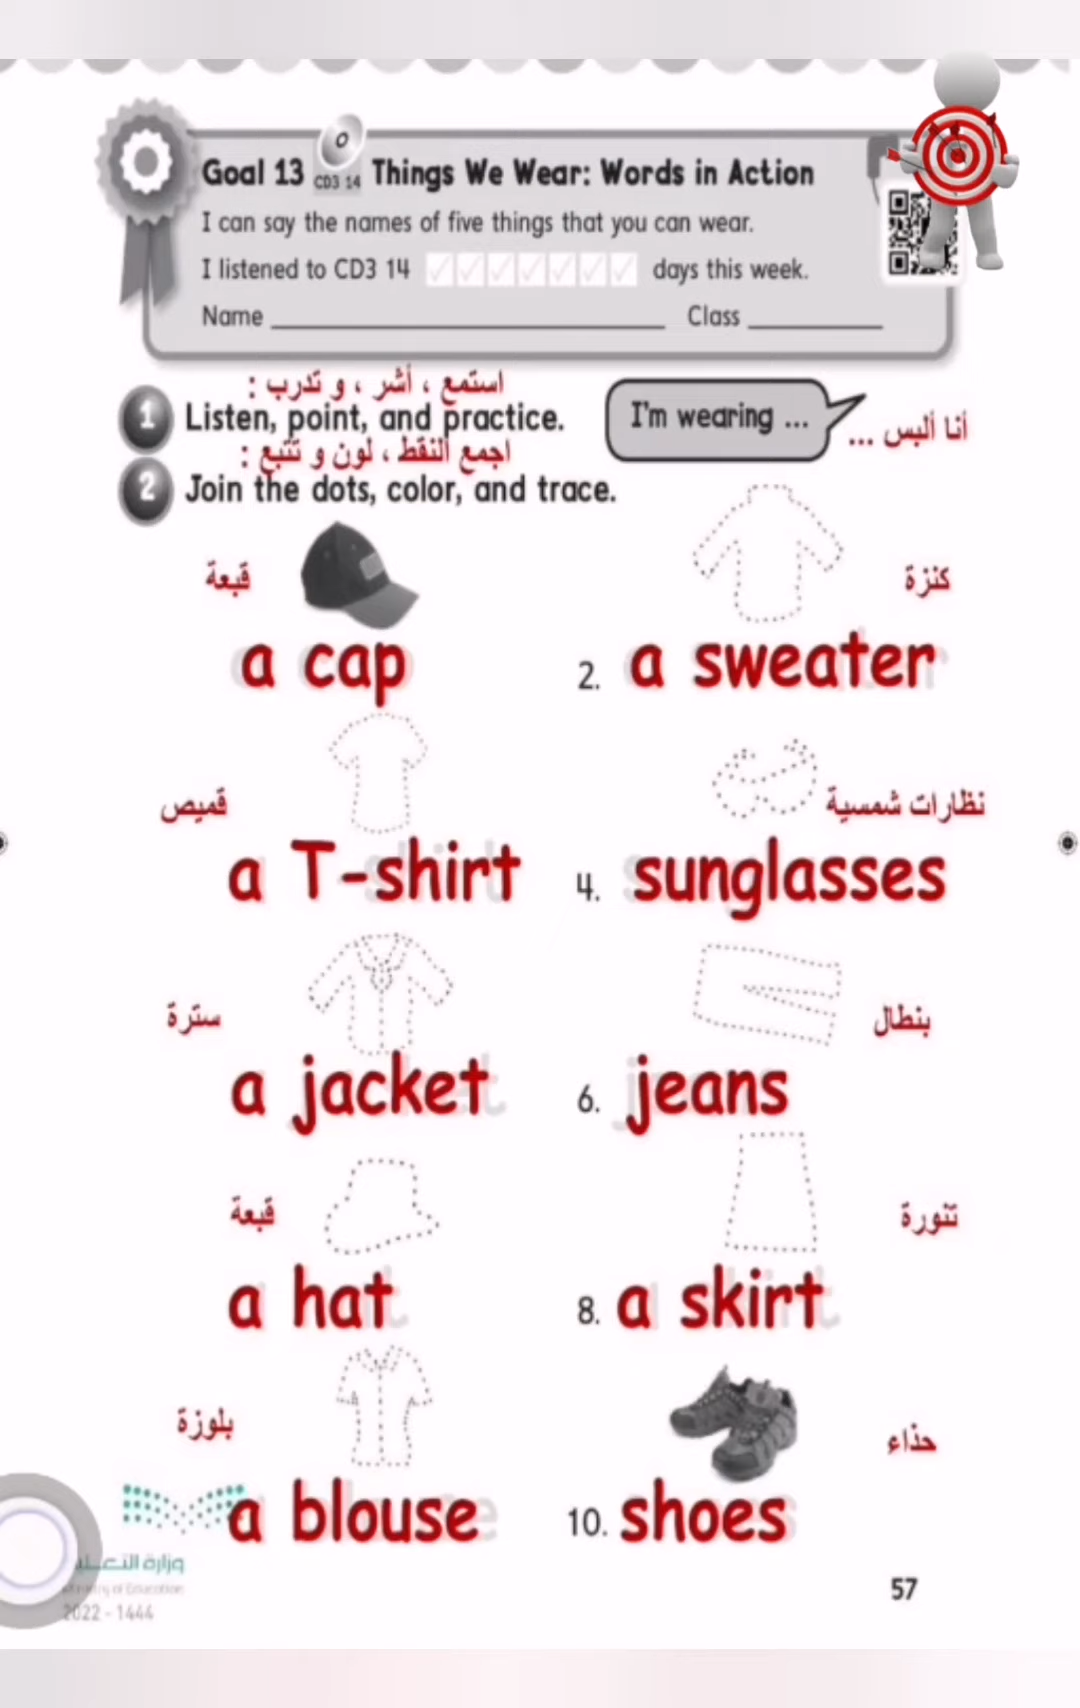 Goal 13 CD3 14 Things We Wear: Words in Action
I can say the names of five things that you can wear.
I listened to CD3 14 days this week.
Name Class
استمع ، أشر ، و تدرب :
1 Listen, point, and practice.
I'm wearing ...
أنا ألبس ...
اجمع النقط ، لون و تتبع :
2 Join the dots, color, and trace.
قبعة
كنزة
a cap
2. a sweater
قميص
نظارات شمسية
a T-shirt
4. sunglasses
سترة
بنطال
a jacket
6. jeans
قبعة
تنورة
a hat
8. a skirt
بلوزة
حذاء
a blouse
10. shoes
وزارة التعليم
Ministry of Education
2022 - 1444
57